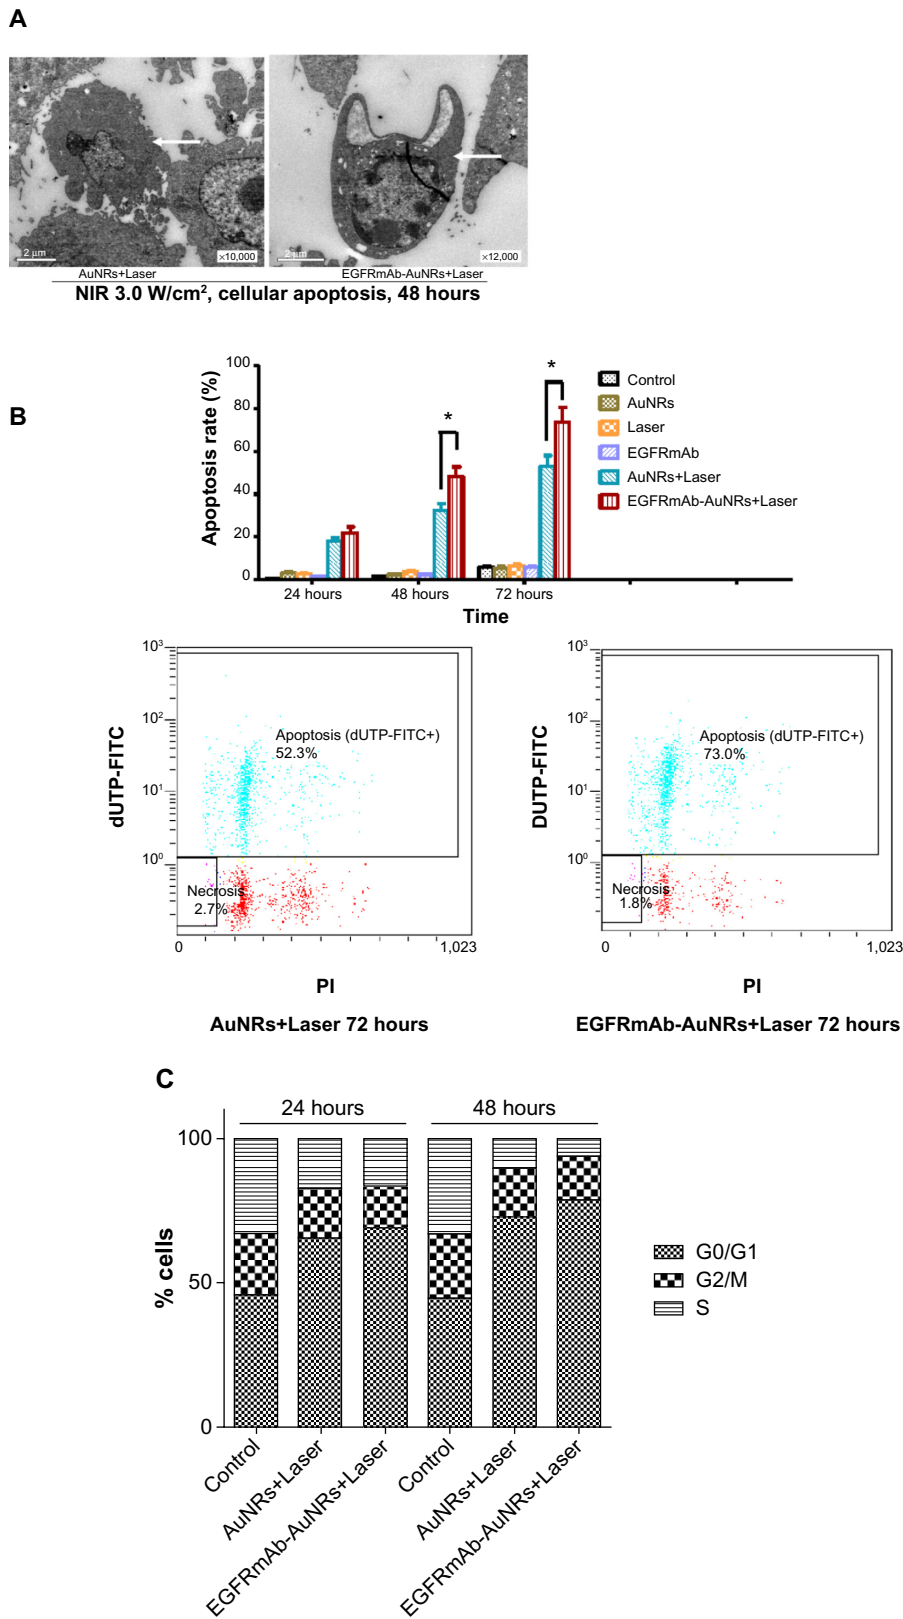 A
2 μm
×10,000
2 μm
×12,000
AuNRs+Laser
EGFRmAb-AuNRs+Laser
NIR 3.0 W/cm², cellular apoptosis, 48 hours
B
Apoptosis rate (%)
100
80
60
40
20
0
*
*
24 hours
48 hours
72 hours
Time
Control
AuNRs
Laser
EGFRmAb
AuNRs+Laser
EGFRmAb-AuNRs+Laser
dUTP-FITC
10³
10²
10¹
10⁰
Apoptosis (dUTP-FITC+)
52.3%
Necrosis
2.7%
0
1,023
PI
AuNRs+Laser 72 hours
DUTP-FITC
10³
10²
10¹
10⁰
Apoptosis (dUTP-FITC+)
73.0%
Necrosis
1.8%
0
1,023
PI
EGFRmAb-AuNRs+Laser 72 hours
C
24 hours
48 hours
% cells
100
50
0
Control
AuNRs+Laser
EGFRmAb-AuNRs+Laser
Control
AuNRs+Laser
EGFRmAb-AuNRs+Laser
G0/G1
G2/M
S